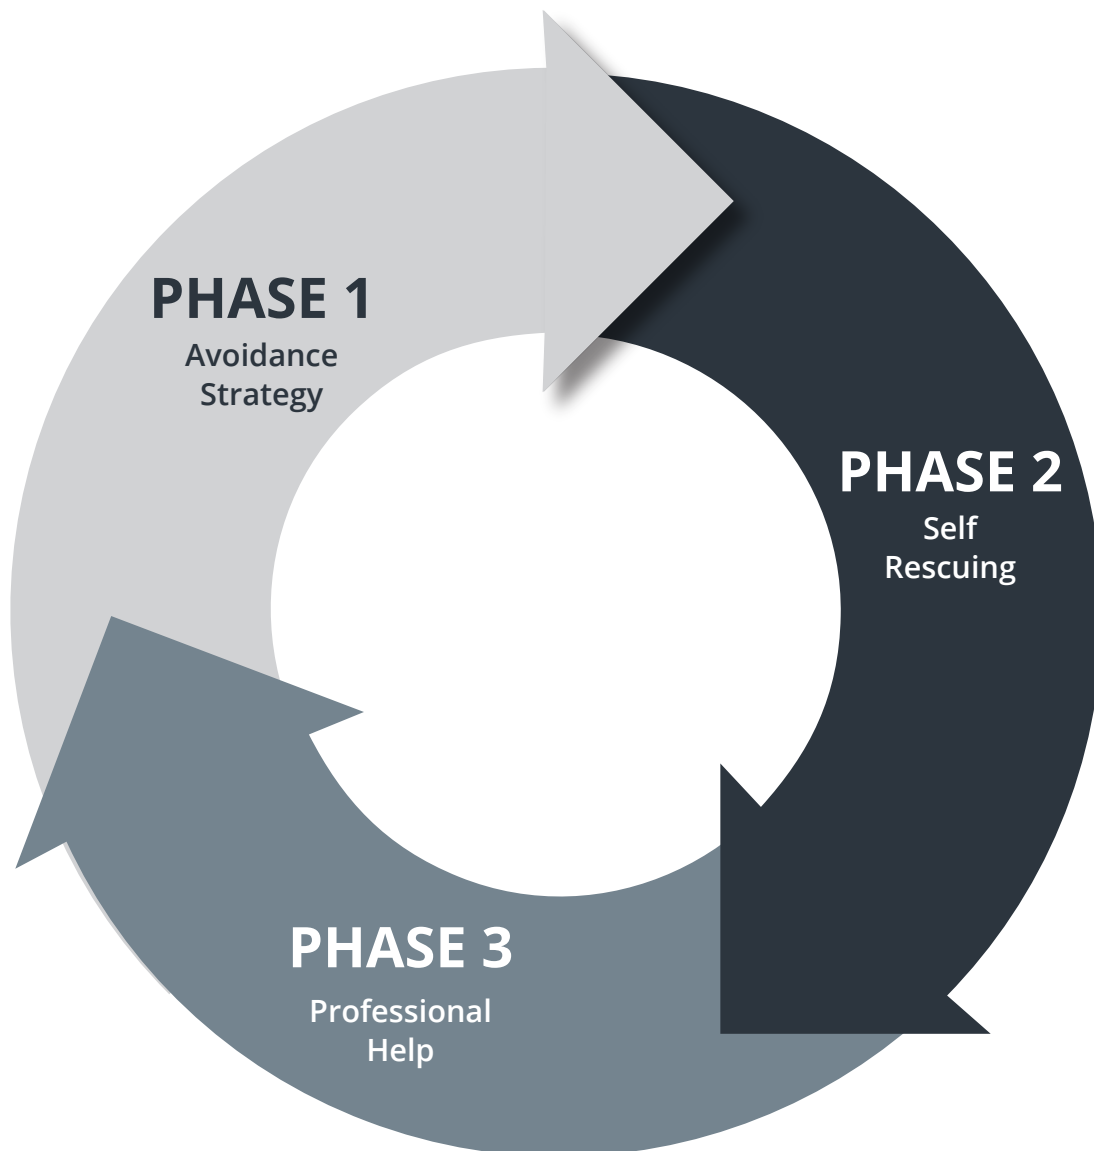 PHASE 1
Avoidance
Strategy
PHASE 2
Self
Rescuing
PHASE 3
Professional
Help